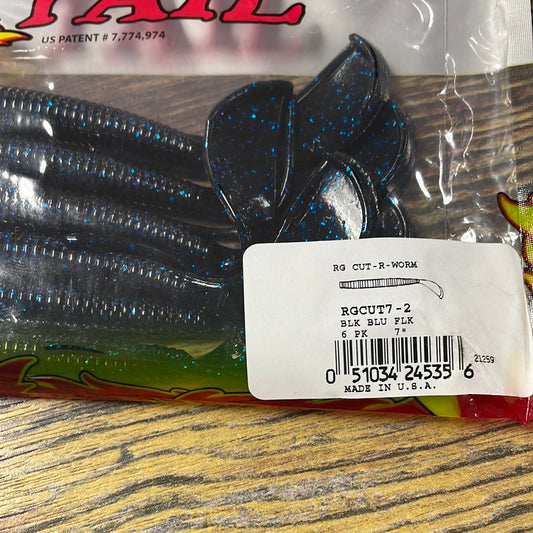 TAIL
US PATENT # 7,774,974
RG CUT-R-WORM
RGCUT7-2
BLK BLU FLK
6 PK 7"
21259
0 51034 24535 6
MADE IN U.S.A.